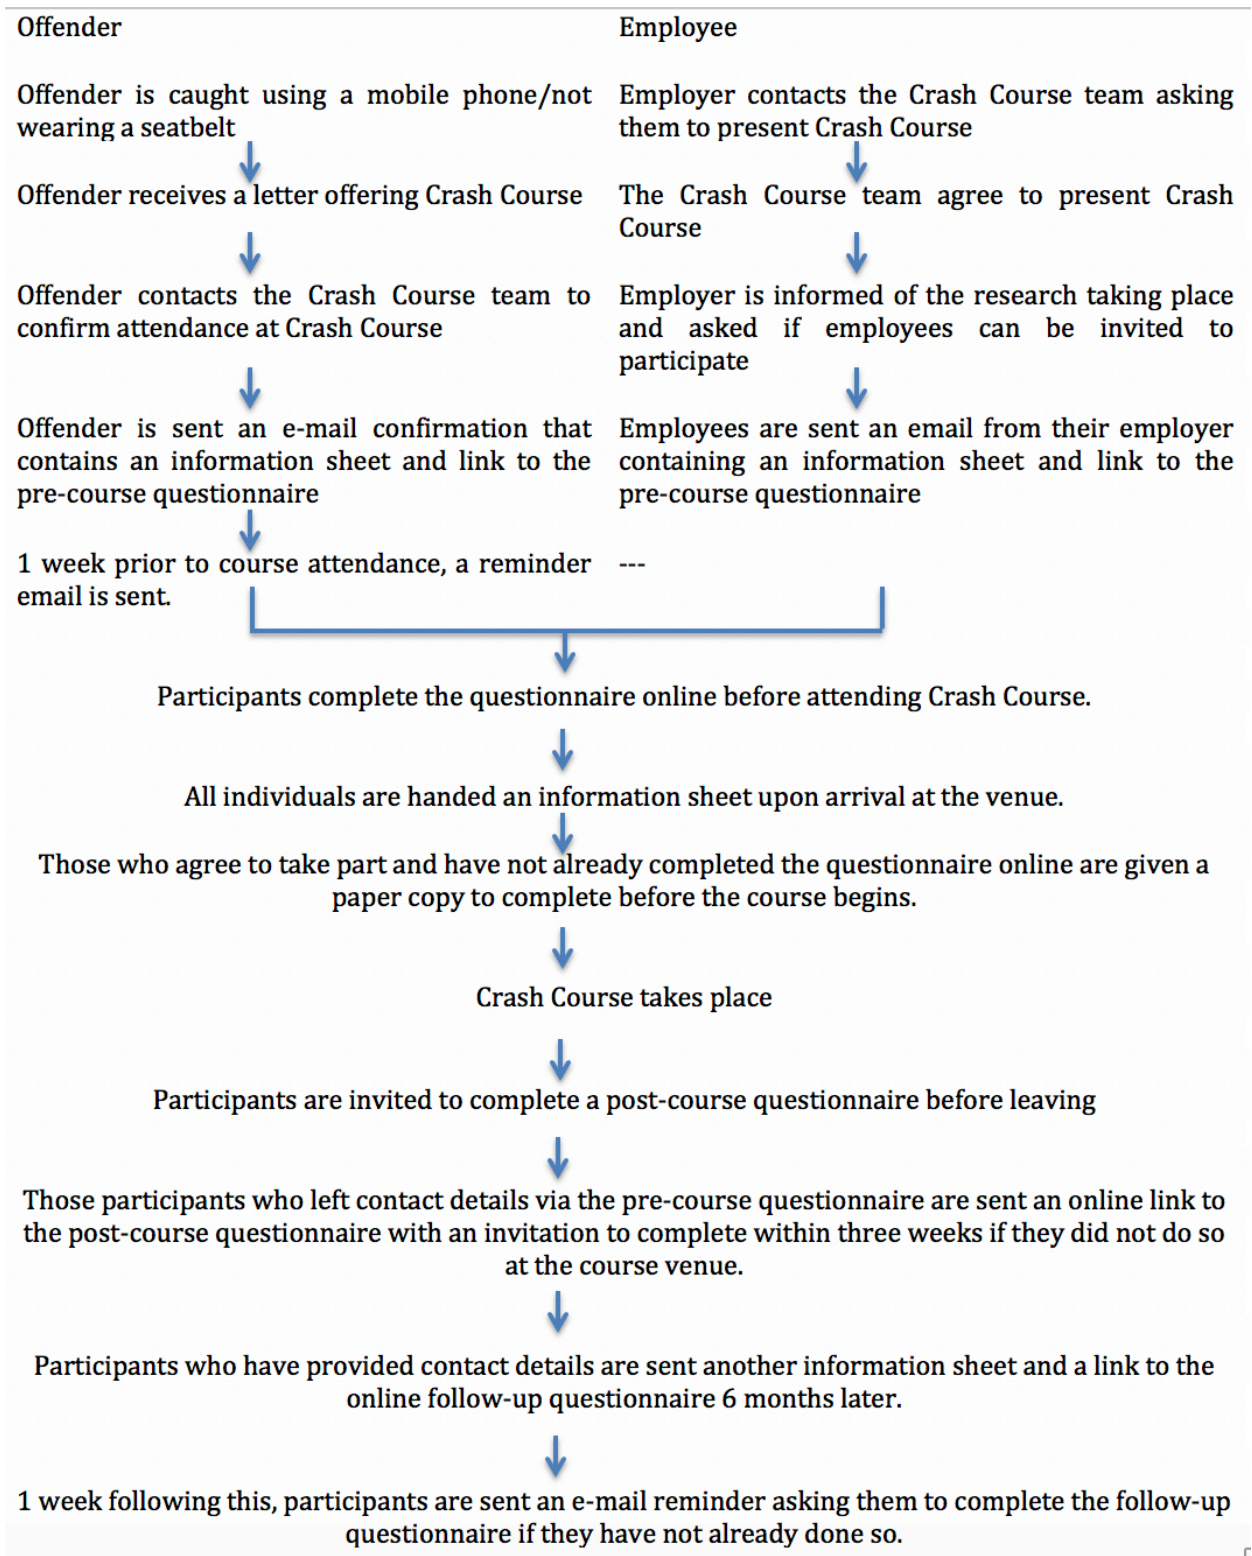 Offender
Employee
Offender is caught using a mobile phone/not
wearing a seatbelt
Employer contacts the Crash Course team asking
them to present Crash Course
Offender receives a letter offering Crash Course
The Crash Course team agree to present Crash
Course
Offender contacts the Crash Course team to
confirm attendance at Crash Course
Employer is informed of the research taking place
and asked if employees can be invited to
participate
Offender is sent an e-mail confirmation that
contains an information sheet and link to the
pre-course questionnaire
Employees are sent an email from their employer
containing an information sheet and link to the
pre-course questionnaire
1 week prior to course attendance, a reminder
email is sent.
---
Participants complete the questionnaire online before attending Crash Course.
All individuals are handed an information sheet upon arrival at the venue.
Those who agree to take part and have not already completed the questionnaire online are given a
paper copy to complete before the course begins.
Crash Course takes place
Participants are invited to complete a post-course questionnaire before leaving
Those participants who left contact details via the pre-course questionnaire are sent an online link to
the post-course questionnaire with an invitation to complete within three weeks if they did not do so
at the course venue.
Participants who have provided contact details are sent another information sheet and a link to the
online follow-up questionnaire 6 months later.
1 week following this, participants are sent an e-mail reminder asking them to complete the follow-up
questionnaire if they have not already done so.